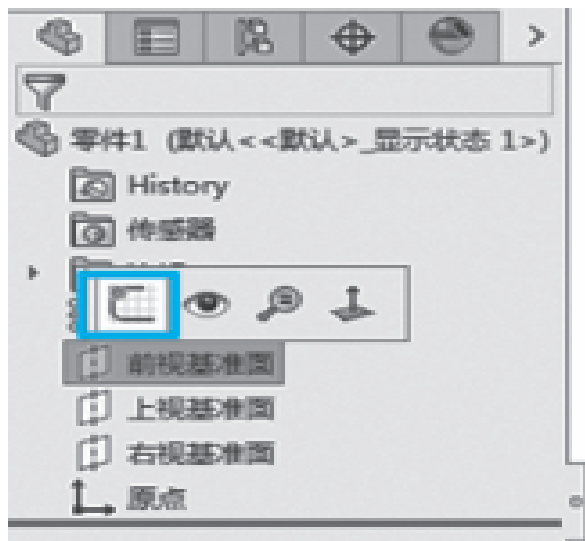 零件1 (默认<<默认>_显示状态 1>)
History
传感器
前视基准面
上视基准面
右视基准面
原点